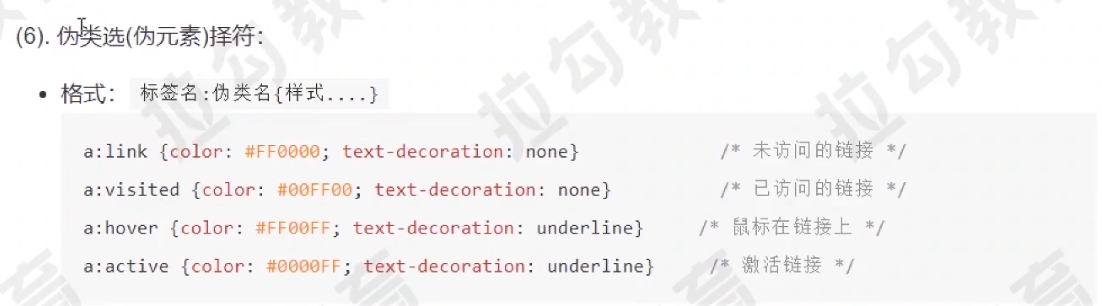 (6). 伪类选(伪元素)择符：
• 格式： 标签名:伪类名{样式....}
a:link {color: #FF0000; text-decoration: none} /* 未访问的链接 */
a:visited {color: #00FF00; text-decoration: none} /* 已访问的链接 */
a:hover {color: #FF00FF; text-decoration: underline} /* 鼠标在链接上 */
a:active {color: #0000FF; text-decoration: underline} /* 激活链接 */
拉勾教育